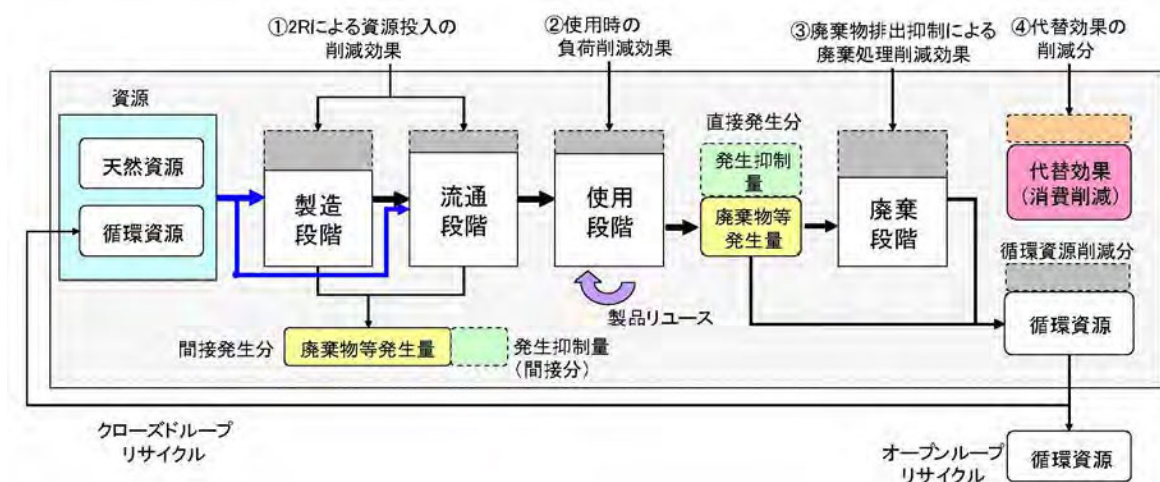 ①2Rによる資源投入の
削減効果
②使用時の
負荷削減効果
③廃棄物排出抑制による
廃棄処理削減効果
④代替効果の
削減分
資源
天然資源
循環資源
製造
段階
流通
段階
使用
段階
直接発生分
発生抑制
量
廃棄物等
発生量
廃棄
段階
代替効果
(消費削減)
循環資源削減分
循環資源
製品リユース
間接発生分
廃棄物等発生量
発生抑制量
(間接分)
クローズドループ
リサイクル
オープンループ
リサイクル
循環資源